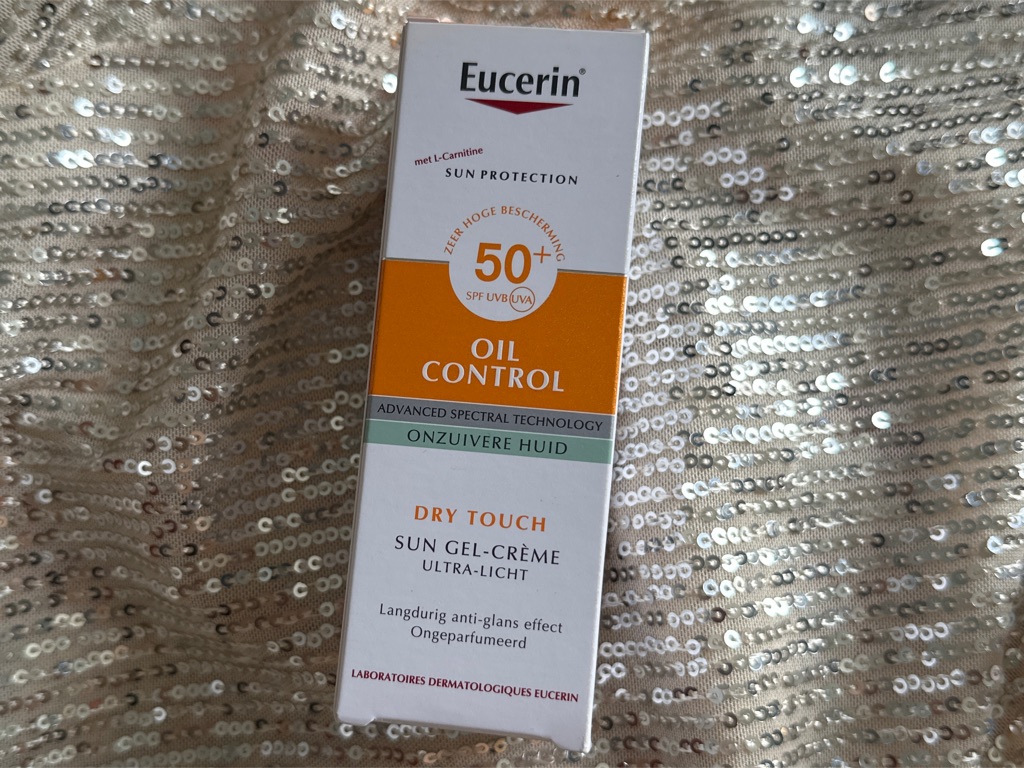 Eucerin®
met L-Carnitine
SUN PROTECTION
ZEER HOGE BESCHERMING
50+
SPF UVB UVA
OIL
CONTROL
ADVANCED SPECTRAL TECHNOLOGY
ONZUIVERE HUID
DRY TOUCH
SUN GEL-CRÈME
ULTRA-LICHT
Langdurig anti-glans effect
Ongeparfumeerd
LABORATOIRES DERMATOLOGIQUES EUCERIN